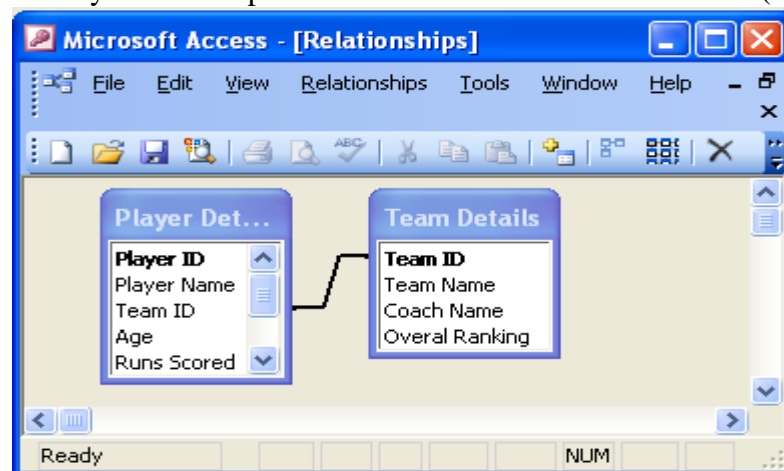 Microsoft Access - [Relationships]
File Edit View Relationships Tools Window Help
ABC
Player Det...
Player ID
Player Name
Team ID
Age
Runs Scored
Team Details
Team ID
Team Name
Coach Name
Overal Ranking
Ready NUM